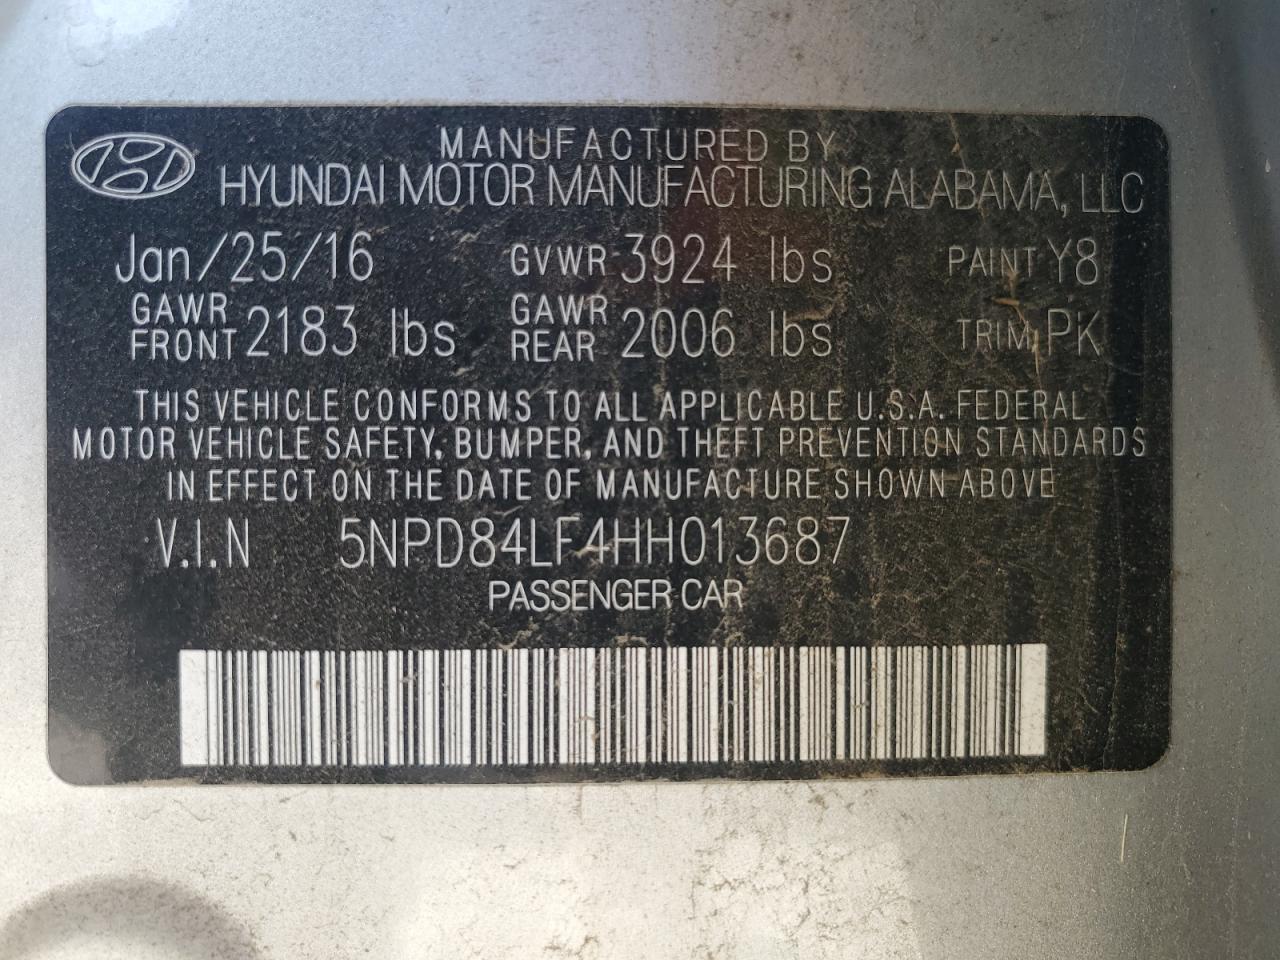 MANUFACTURED BY
HYUNDAI MOTOR MANUFACTURING ALABAMA, LLC
Jan/25/16 GVWR 3924 lbs PAINT Y8
GAWR FRONT 2183 lbs GAWR REAR 2006 lbs TRIM PK
THIS VEHICLE CONFORMS TO ALL APPLICABLE U.S.A. FEDERAL
MOTOR VEHICLE SAFETY, BUMPER, AND THEFT PREVENTION STANDARDS
IN EFFECT ON THE DATE OF MANUFACTURE SHOWN ABOVE
V.I.N 5NPD84LF4HH013687
PASSENGER CAR